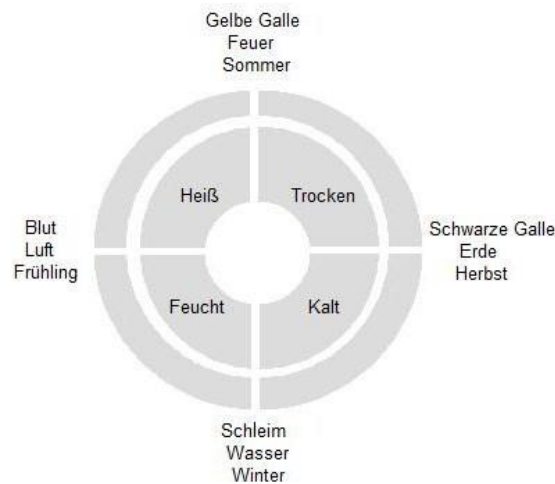 Gelbe Galle
Feuer
Sommer
Heiß
Trocken
Blut
Luft
Frühling
Schwarze Galle
Erde
Herbst
Feucht
Kalt
Schleim
Wasser
Winter